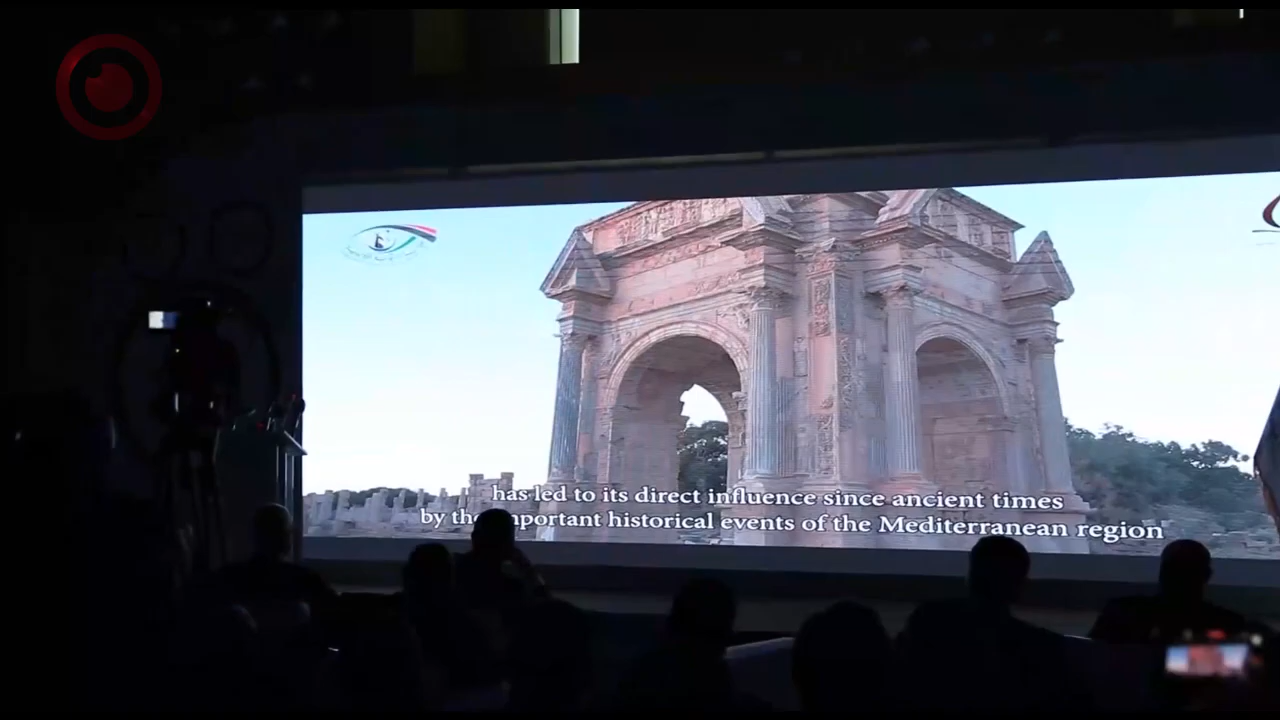 has led to its direct influence since ancient times
by the important historical events of the Mediterranean region